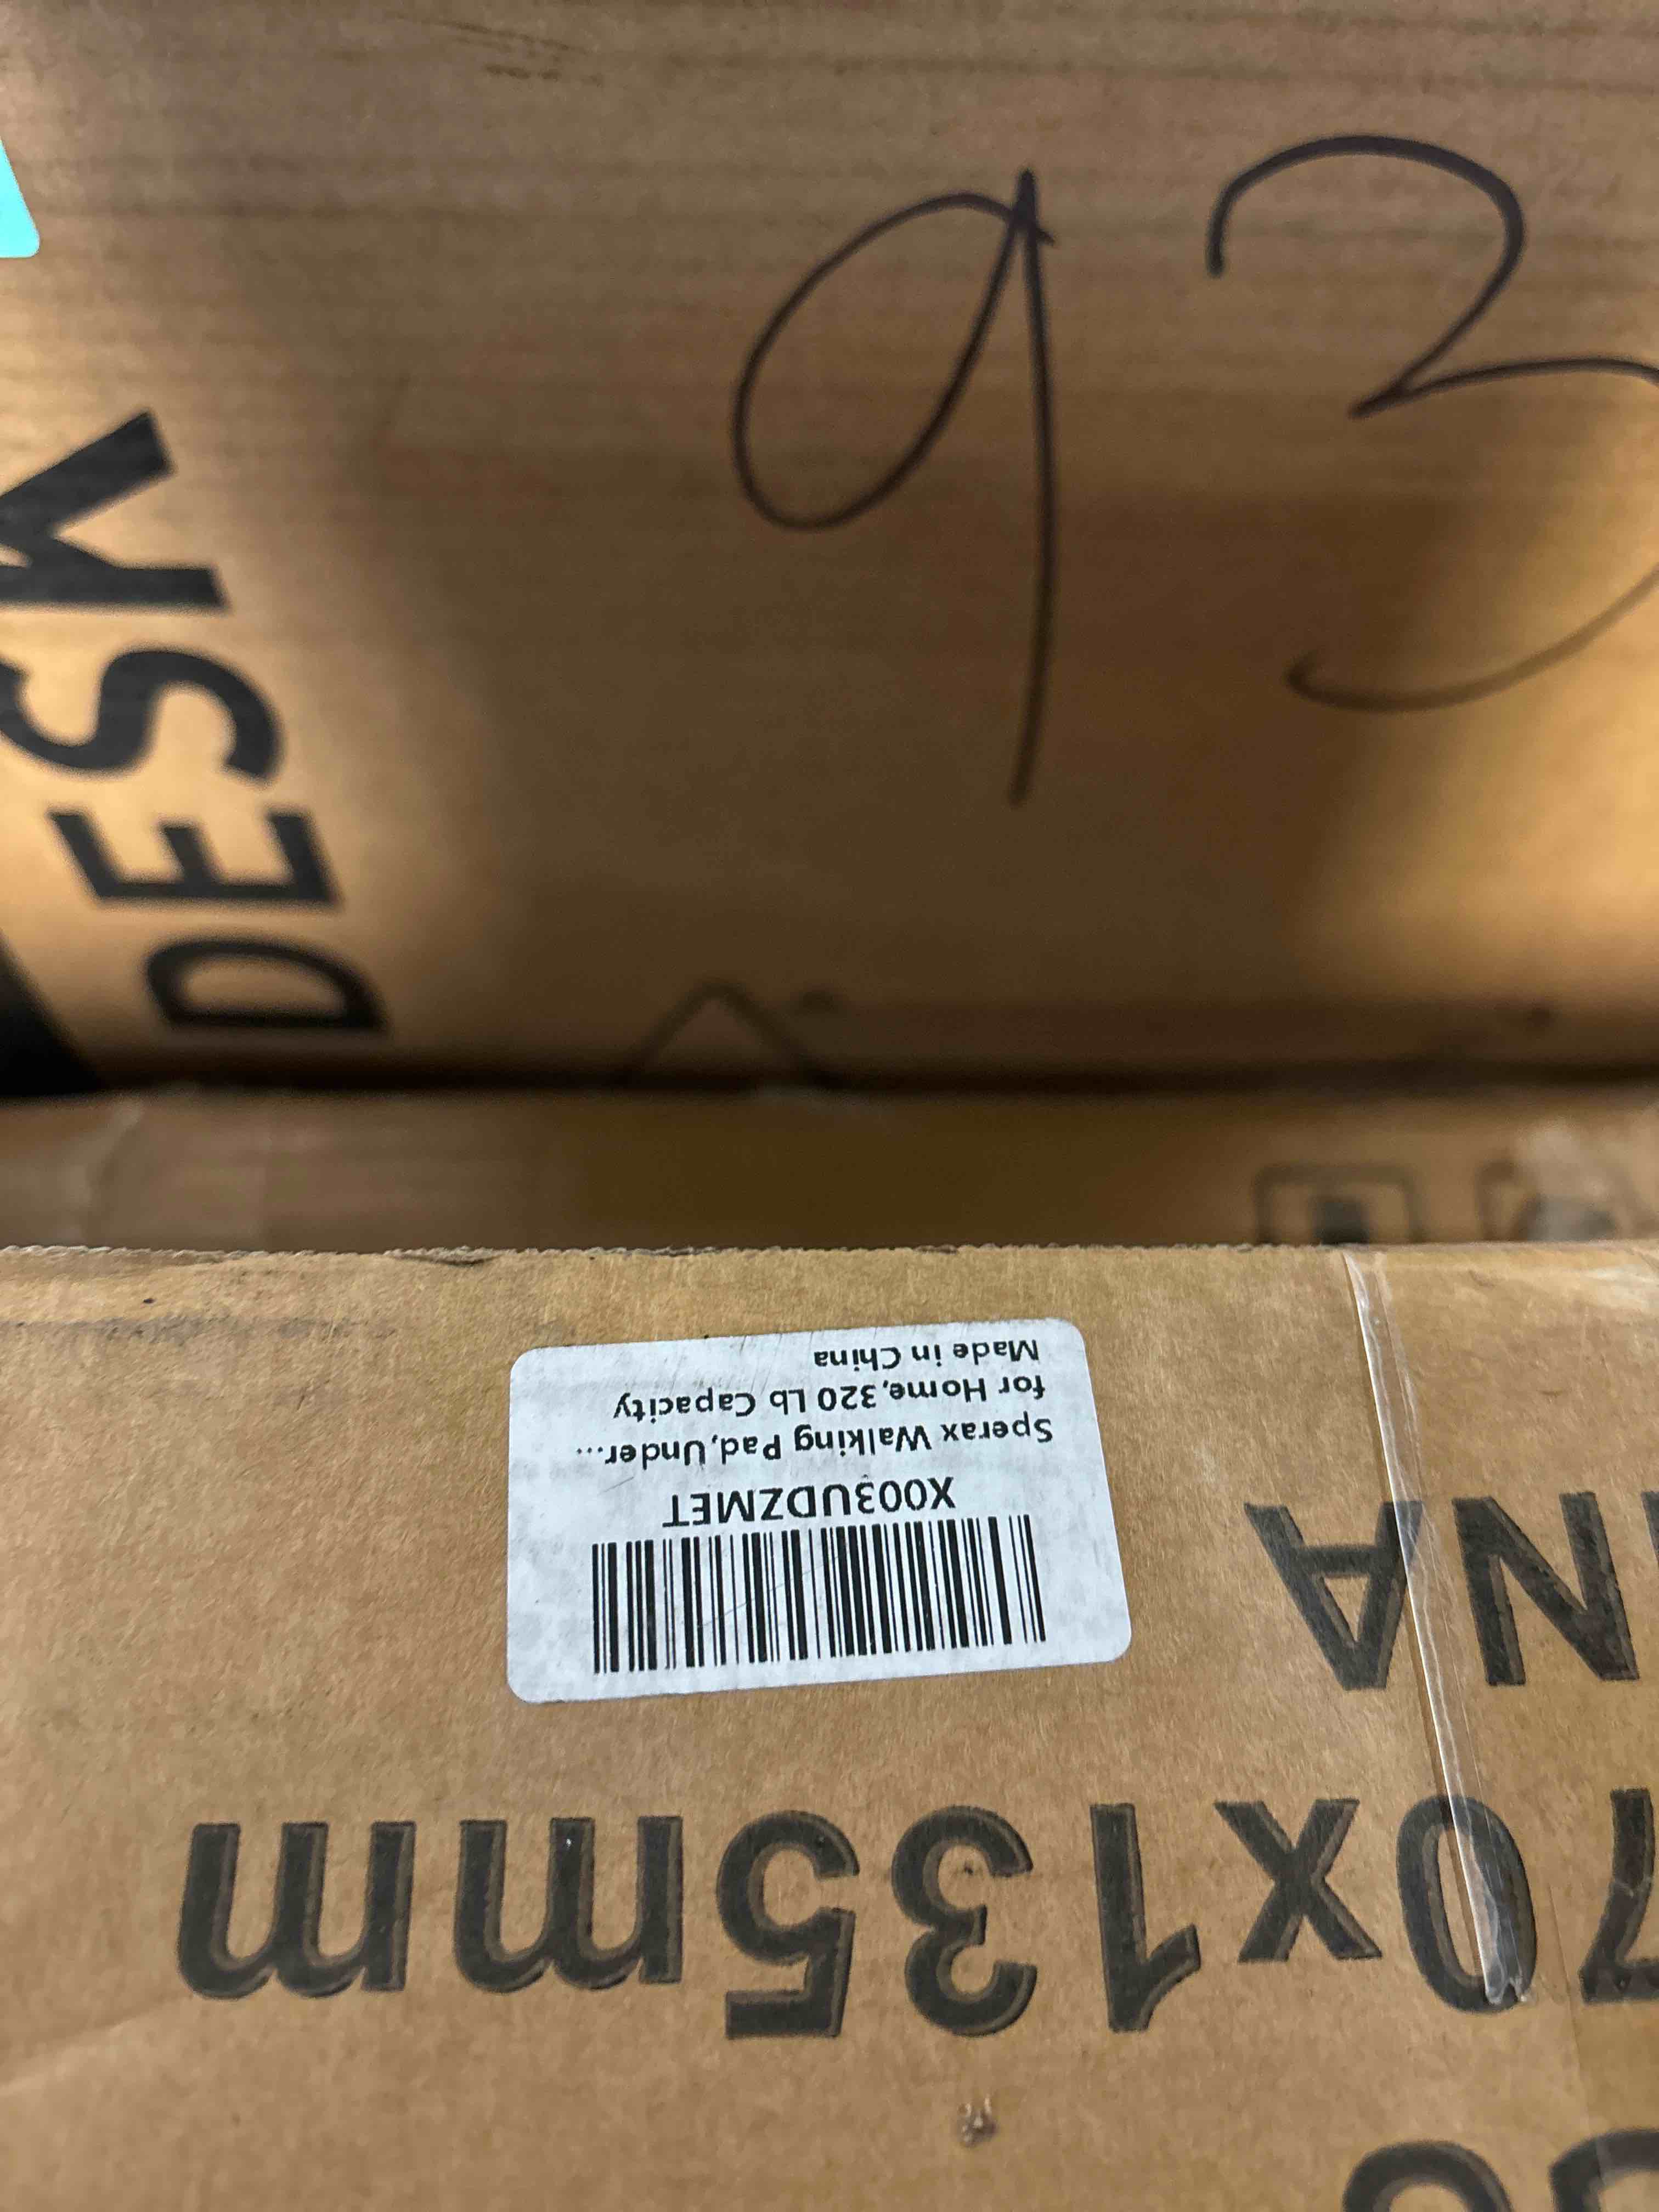 93
DESK
X003UDZMET
Sperax Walking Pad,Under...
for Home,320 Lb Capacity
Made in China
NA
70x135mm